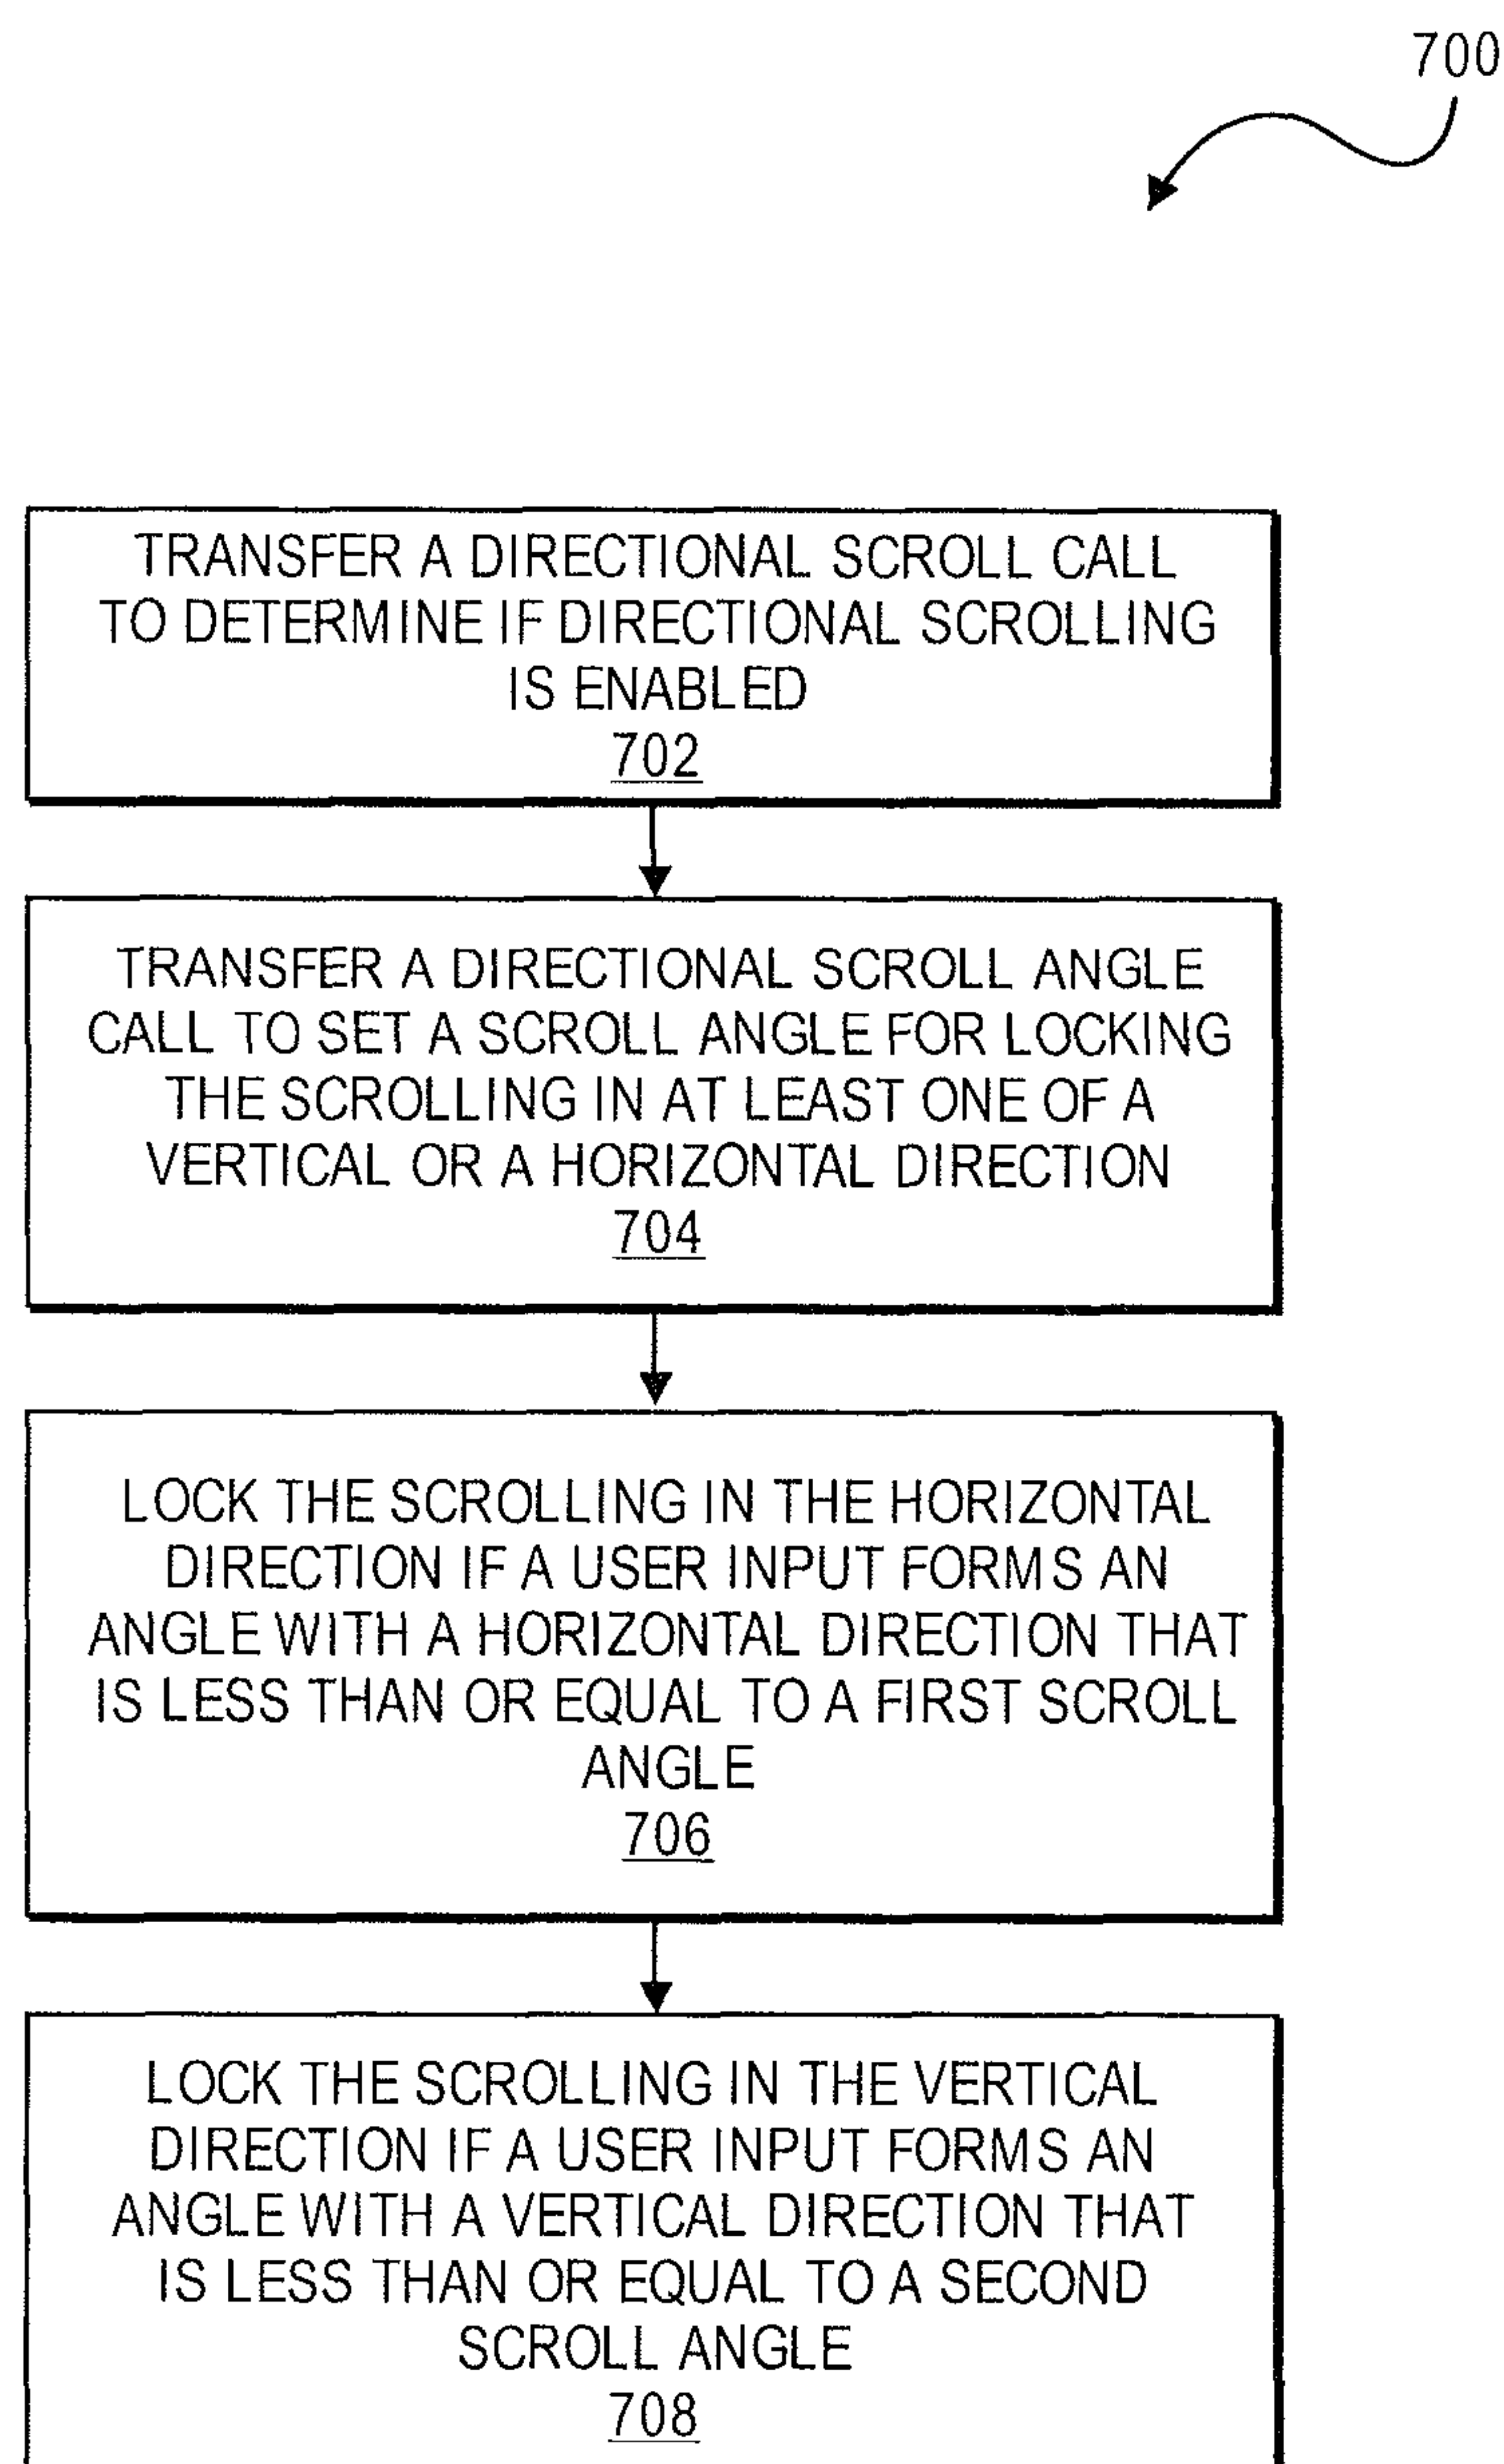 700
TRANSFER A DIRECTIONAL SCROLL CALL
TO DETERMINE IF DIRECTIONAL SCROLLING
IS ENABLED
702
TRANSFER A DIRECTIONAL SCROLL ANGLE
CALL TO SET A SCROLL ANGLE FOR LOCKING
THE SCROLLING IN AT LEAST ONE OF A
VERTICAL OR A HORIZONTAL DIRECTION
704
LOCK THE SCROLLING IN THE HORIZONTAL
DIRECTION IF A USER INPUT FORMS AN
ANGLE WITH A HORIZONTAL DIRECTION THAT
IS LESS THAN OR EQUAL TO A FIRST SCROLL
ANGLE
706
LOCK THE SCROLLING IN THE VERTICAL
DIRECTION IF A USER INPUT FORMS AN
ANGLE WITH A VERTICAL DIRECTION THAT
IS LESS THAN OR EQUAL TO A SECOND
SCROLL ANGLE
708